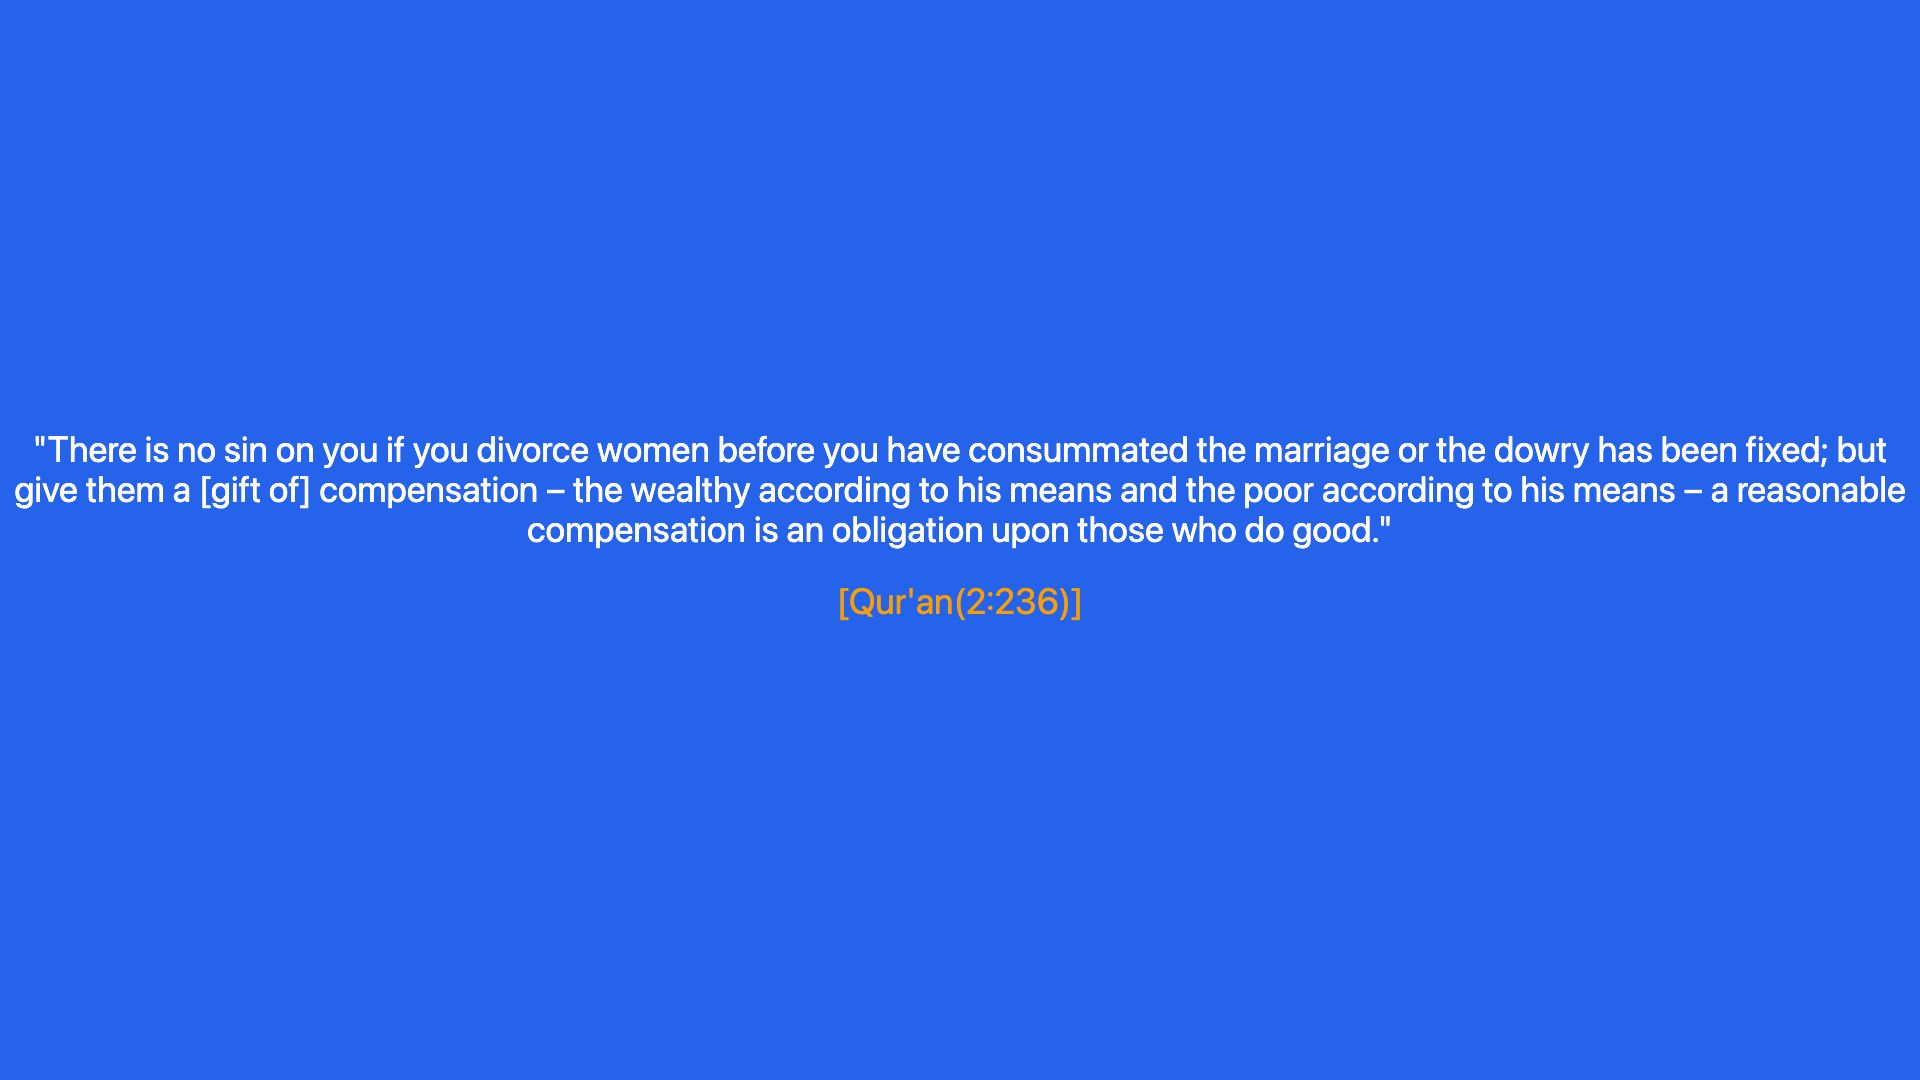 "There is no sin on you if you divorce women before you have consummated the marriage or the dowry has been fixed; but
give them a [gift of] compensation – the wealthy according to his means and the poor according to his means – a reasonable
compensation is an obligation upon those who do good."
[Qur'an(2:236)]